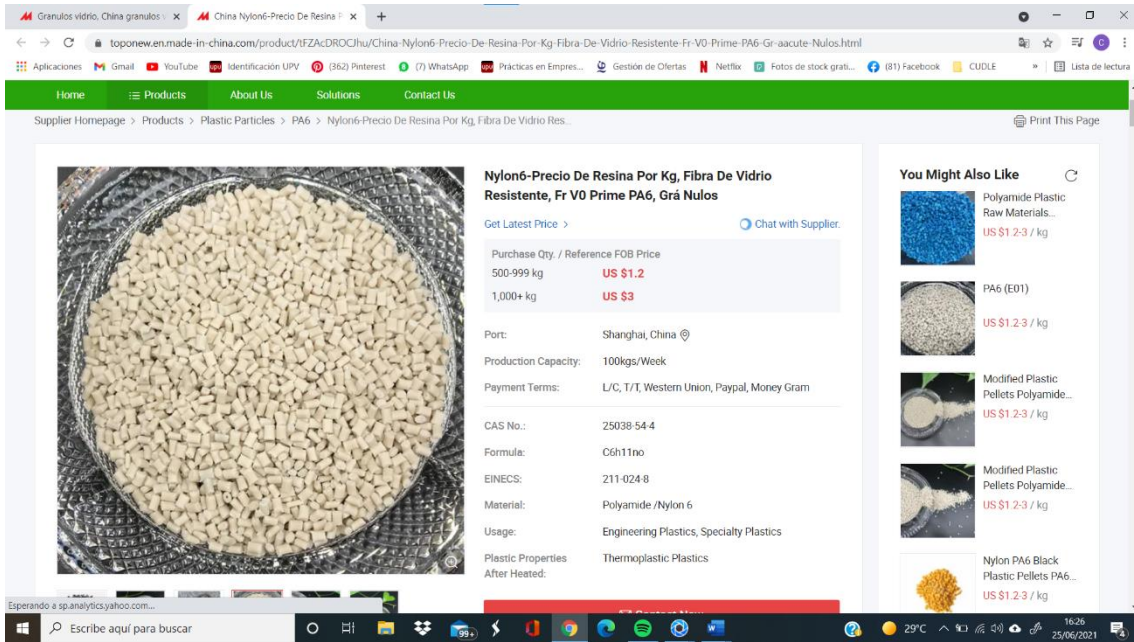 Granulos vidrio, China granulos
China Nylon6-Precio De Resina P
toponew.en.made-in-china.com/product/tFZAcDROCJhu/China-Nylon6-Precio-De-Resina-Por-Kg-Fibra-De-Vidrio-Resistente-Fr-V0-Prime-PA6-Gr-aacute-Nulos.html
Aplicaciones Gmail YouTube Identificación UPV (362) Pinterest (7) WhatsApp Prácticas en Empres... Gestión de Ofertas Netflix Fotos de stock grati... (81) Facebook CUDLE » Lista de lectura
Home Products About Us Solutions Contact Us
Supplier Homepage > Products > Plastic Particles > PA6 > Nylon6-Precio De Resina Por Kg, Fibra De Vidrio Res...
Print This Page
Nylon6-Precio De Resina Por Kg, Fibra De Vidrio
Resistente, Fr V0 Prime PA6, Grá Nulos
Get Latest Price >
Chat with Supplier.
Purchase Qty. / Reference FOB Price
500-999 kg US $1.2
1,000+ kg US $3
Port: Shanghai, China
Production Capacity: 100kgs/Week
Payment Terms: L/C, T/T, Western Union, Paypal, Money Gram
CAS No.: 25038-54-4
Formula: C6h11no
EINECS: 211-024-8
Material: Polyamide /Nylon 6
Usage: Engineering Plastics, Specialty Plastics
Plastic Properties Thermoplastic Plastics
After Heated:
Contact Now
You Might Also Like
Polyamide Plastic
Raw Materials...
US $1.2-3 / kg
PA6 (E01)
US $1.2-3 / kg
Modified Plastic
Pellets Polyamide...
US $1.2-3 / kg
Modified Plastic
Pellets Polyamide...
US $1.2-3 / kg
Nylon PA6 Black
Plastic Pellets PA6...
US $1.2-3 / kg
Esperando a sp.analytics.yahoo.com...
Escribe aquí para buscar
99+
29°C
16:26
25/06/2021